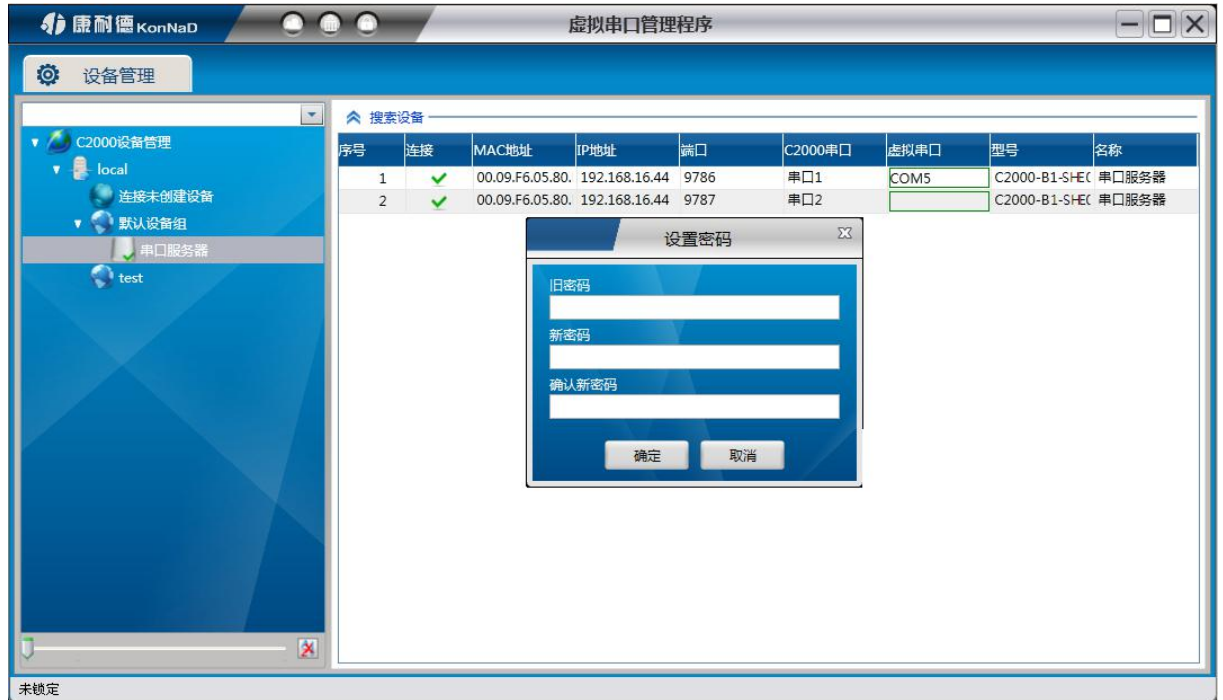 康耐德 KonNaD
虚拟串口管理程序
设备管理
C2000设备管理
local
连接未创建设备
默认设备组
串口服务器
test
搜索设备
序号 连接 MAC地址 IP地址 端口 C2000串口 虚拟串口 型号 名称
1 00.09.F6.05.80. 192.168.16.44 9786 串口1 COM5 C2000-B1-SHE( 串口服务器
2 00.09.F6.05.80. 192.168.16.44 9787 串口2 C2000-B1-SHE( 串口服务器
设置密码
旧密码
新密码
确认新密码
确定 取消
未锁定